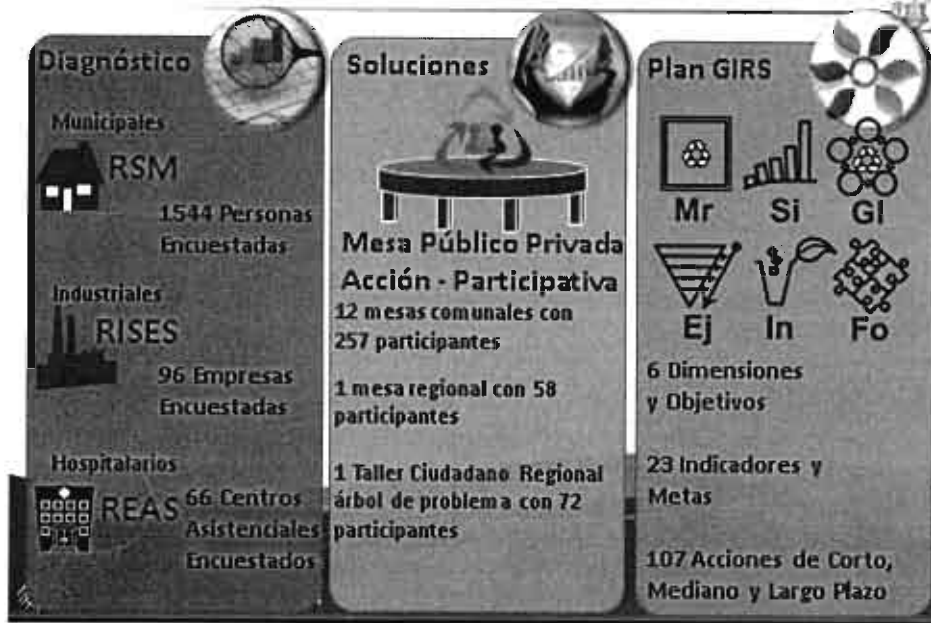 Diagnóstico
Municipales
RSM
1544 Personas
Encuestadas
Industriales
RISES
96 Empresas
Encuestadas
Hospitalarios
REAS
66 Centros
Asistenciales
Encuestados
Soluciones
Mesa Público Privada
Acción - Participativa
12 mesas comunales con
257 participantes
1 mesa regional con 58
participantes
1 Taller Ciudadano Regional
árbol de problema con 72
participantes
Plan GIRS
Mr Si GI
Ej In Fo
6 Dimensiones
y Objetivos
23 Indicadores y
Metas
107 Acciones de Corto,
Mediano y Largo Plazo